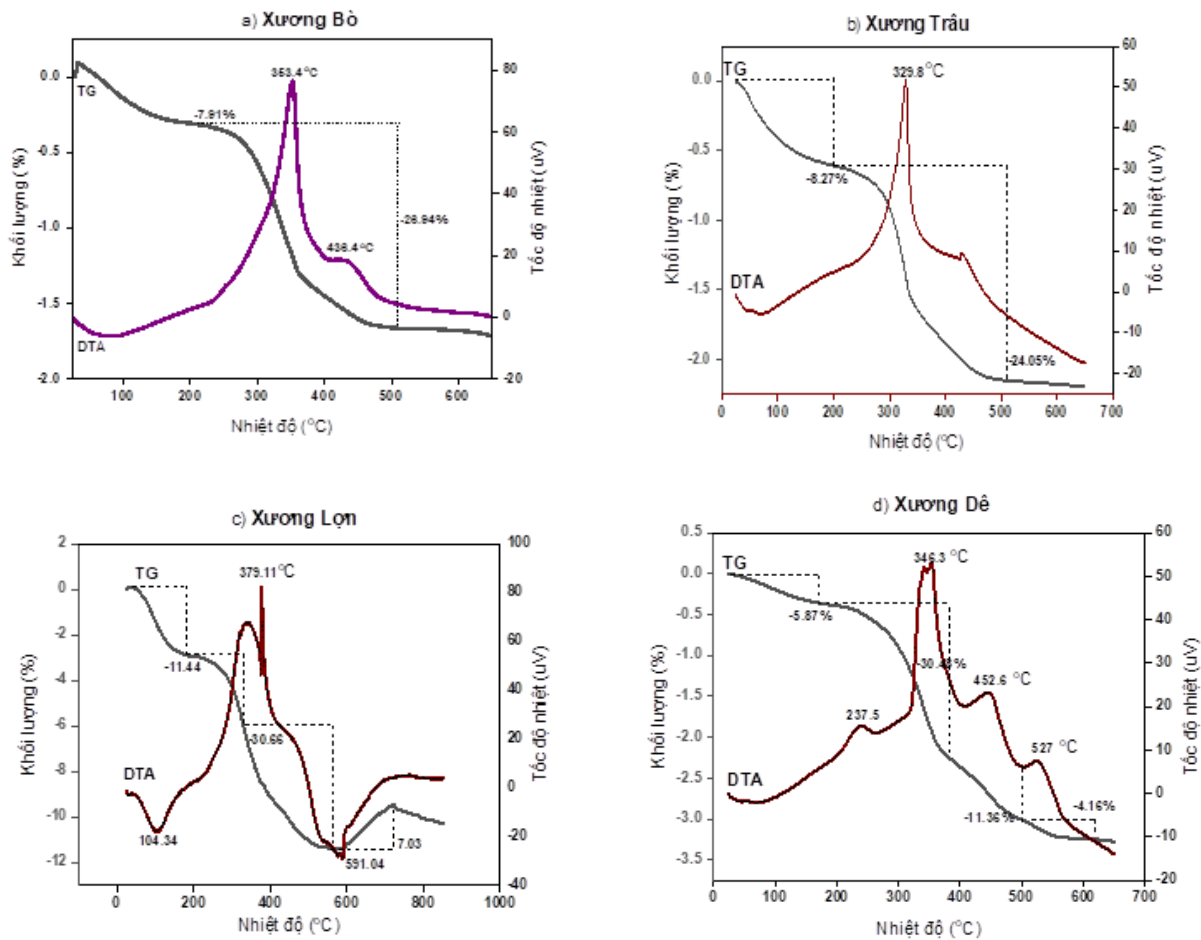 a) Xương Bò
TG
DTA
353.4°C
-7.91%
436.4°C
-26.94%
0.0
-0.5
-1.0
-1.5
-2.0
80
60
40
20
0
-20
100 200 300 400 500 600
Khối lượng (%)
Tốc độ nhiệt (uV)
Nhiệt độ (°C)
b) Xương Trâu
TG
DTA
329.8°C
-8.27%
-24.05%
0.0
-0.5
-1.0
-1.5
-2.0
60
50
40
30
20
10
0
-10
-20
0 100 200 300 400 500 600 700
Khối lượng (%)
Tốc độ nhiệt (uV)
Nhiệt độ (°C)
c) Xương Lợn
TG
DTA
379.11°C
-11.44
-30.66
104.34
591.04
7.03
2
0
-2
-4
-6
-8
-10
-12
100
80
60
40
20
0
-20
-40
0 200 400 600 800 1000
Khối lượng (%)
Tốc độ nhiệt (uV)
Nhiệt độ (°C)
d) Xương Dê
TG
DTA
346.3 °C
-5.87%
237.5
452.6 °C
527 °C
-11.36%
-4.16%
0.5
0.0
-0.5
-1.0
-1.5
-2.0
-2.5
-3.0
-3.5
60
50
40
30
20
10
0
-10
-20
0 100 200 300 400 500 600 700
Khối lượng (%)
Tốc độ nhiệt (uV)
Nhiệt độ (°C)